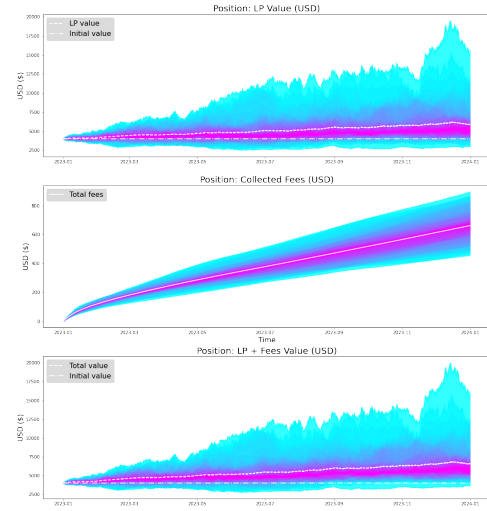 Position: LP Value (USD)
20000
17500
15000
12500
10000
7500
5000
2500
USD ($)
LP value
Initial value
2023-01 2023-03 2023-05 2023-07 2023-09 2023-11 2024-01
Position: Collected Fees (USD)
800
600
400
200
0
USD ($)
Total fees
2023-01 2023-03 2023-05 2023-07 2023-09 2023-11 2024-01
Time
Position: LP + Fees Value (USD)
20000
17500
15000
12500
10000
7500
5000
2500
USD ($)
Total value
Initial value
2023-01 2023-03 2023-05 2023-07 2023-09 2023-11 2024-01